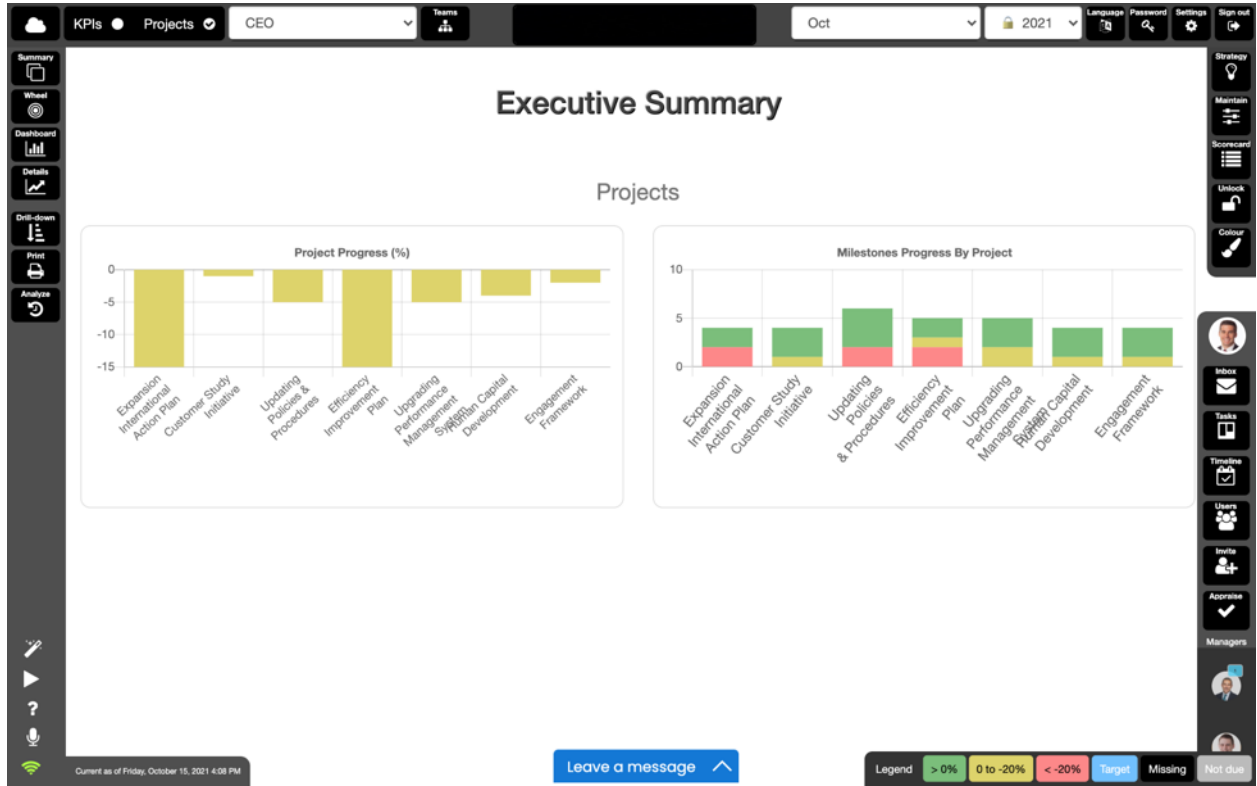 KPIs Projects CEO Teams Oct 2021 Language Password Settings Sign out
Summary
Wheel
Dashboard
Details
Drill-down
Print
Analyze
Executive Summary
Projects
Project Progress (%)
0
-5
-10
-15
Expansion
International
Action Plan
Customer Study
Initiative
Updating
Policies &
Procedures
Efficiency
Improvement
Plan
Upgrading
Performance
Management
System
Human Capital
Development
Engagement
Framework
Milestones Progress By Project
10
5
0
Expansion
International
Action Plan
Customer Study
Initiative
Updating
Policies
& Procedures
Efficiency
Improvement
Plan
Upgrading
Performance
Management
System
Human Capital
Development
Engagement
Framework
Strategy
Maintain
Scorecard
Unlock
Colour
Inbox
Tasks
Timeline
Users
Invite
Appraise
Managers
?
Current as of Friday, October 15, 2021 4:08 PM
Leave a message
Legend > 0% 0 to -20% < -20% Target Missing Not due